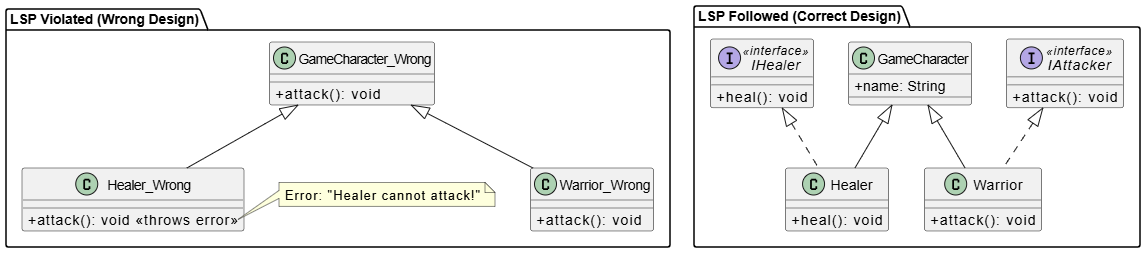 LSP Violated (Wrong Design)
C GameCharacter_Wrong
+attack(): void
C Healer_Wrong
+attack(): void «throws error»
Error: "Healer cannot attack!"
C Warrior_Wrong
+attack(): void
LSP Followed (Correct Design)
I «interface»
IHealer
+heal(): void
C GameCharacter
+name: String
I «interface»
IAttacker
+attack(): void
C Healer
+heal(): void
C Warrior
+attack(): void